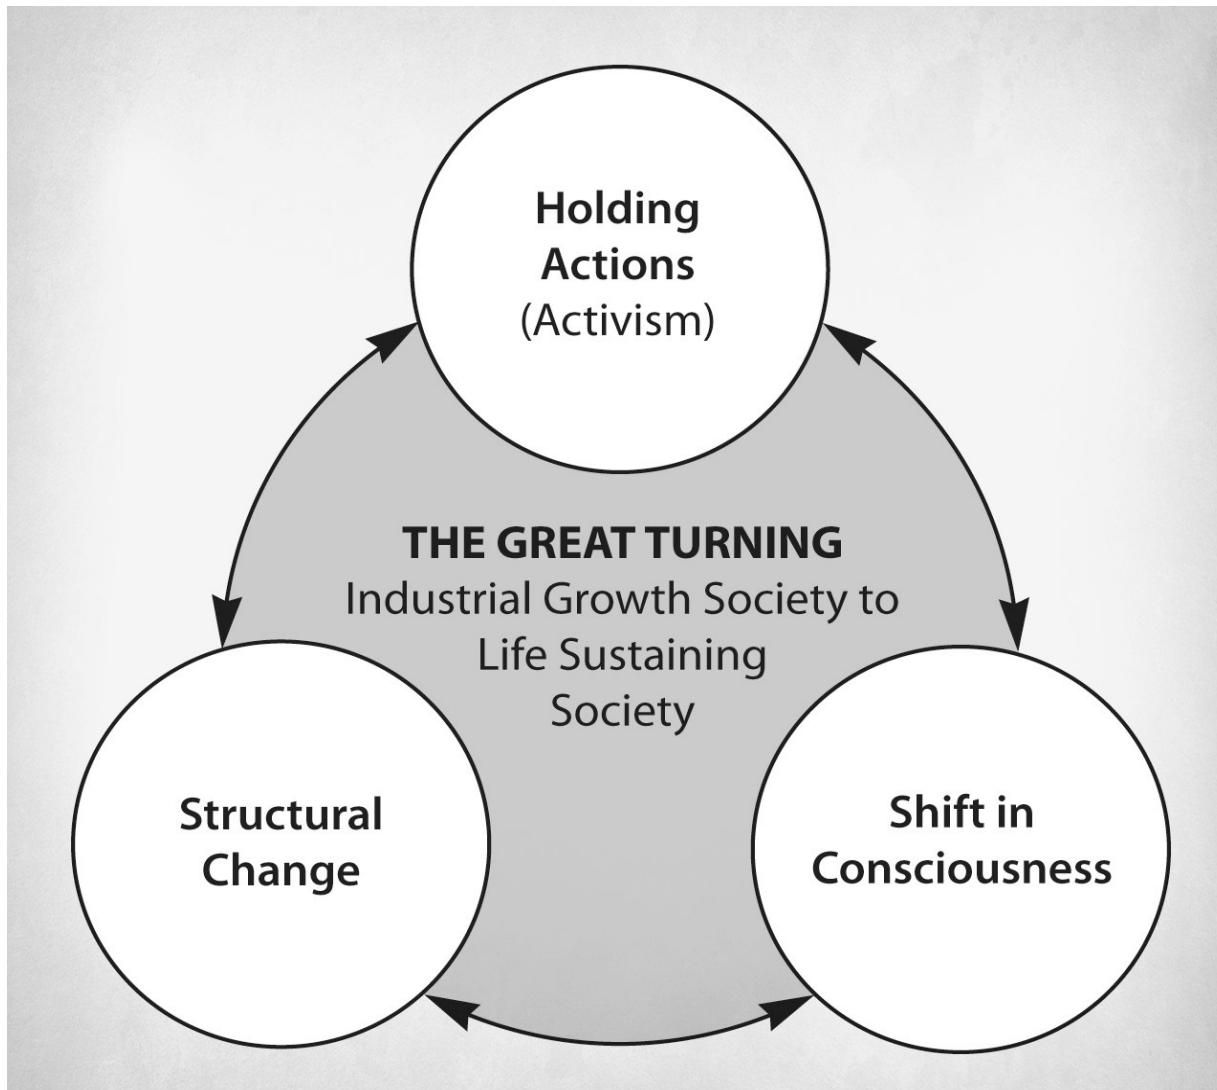 Holding
Actions
(Activism)
THE GREAT TURNING
Industrial Growth Society to
Life Sustaining
Society
Structural
Change
Shift in
Consciousness